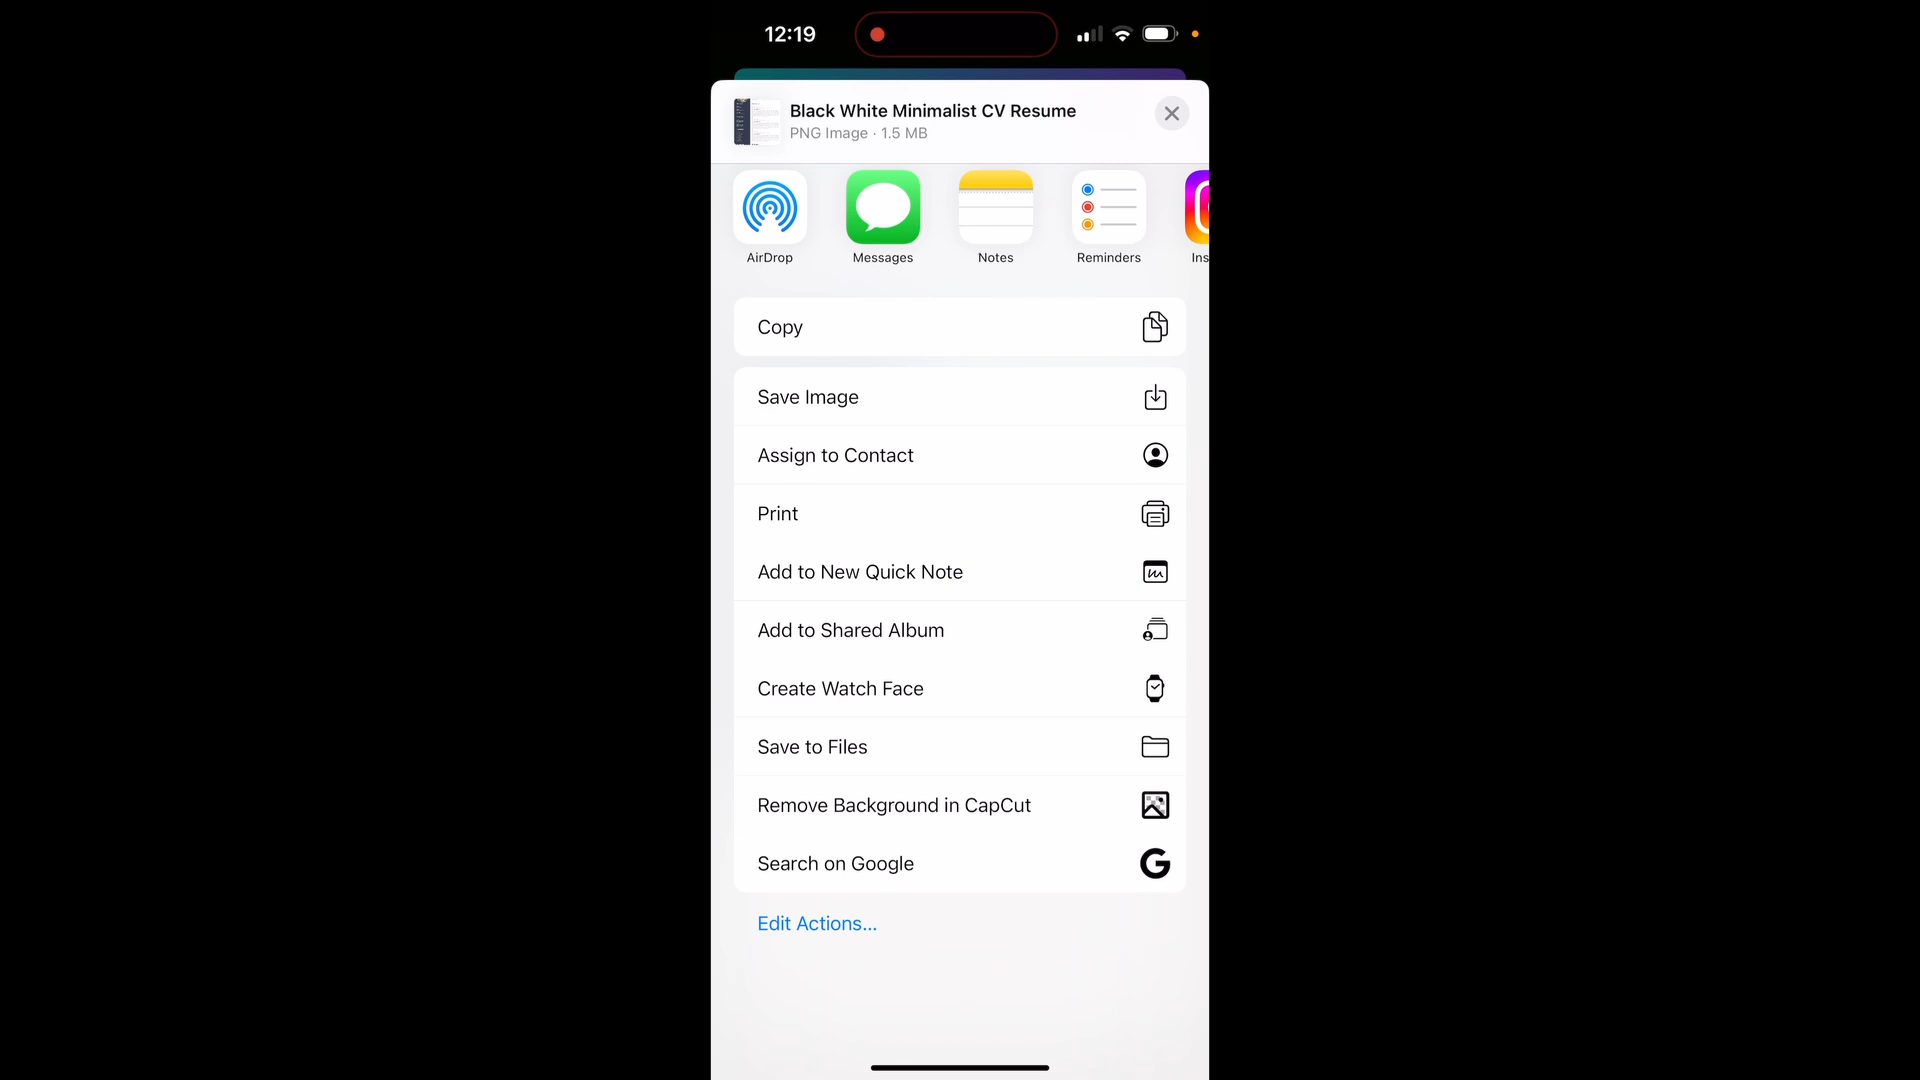 12:19
Black White Minimalist CV Resume
PNG Image · 1.5 MB
AirDrop
Messages
Notes
Reminders
Ins
Copy
Save Image
Assign to Contact
Print
Add to New Quick Note
Add to Shared Album
Create Watch Face
Save to Files
Remove Background in CapCut
Search on Google
Edit Actions...